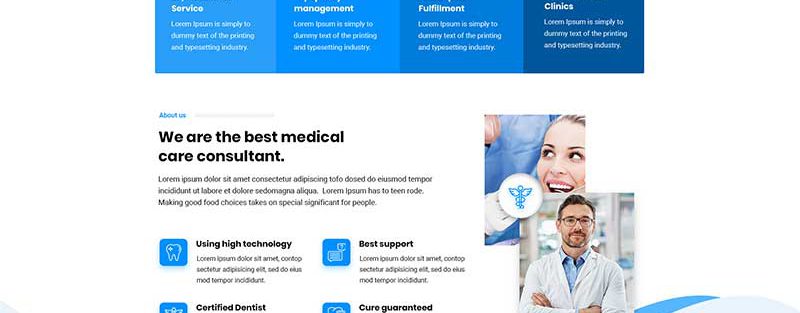 Service
Lorem Ipsum is simply to
dummy text of the printing
and typesetting industry.
management
Lorem Ipsum is simply to
dummy text of the printing
and typesetting industry.
Fulfillment
Lorem Ipsum is simply to
dummy text of the printing
and typesetting industry.
Clinics
Lorem Ipsum is simply to
dummy text of the printing
and typesetting industry.
About us
We are the best medical
care consultant.
Lorem ipsum dolor sit amet consectetur adipiscing tofo dosed do eiusmod temporf
incididunt ut labore et dolore sedomagna aliqua. Lorem Ipsum has to teen rode.
Making good food choices takes on special significant for people.
Using high technology
Lorem ipsum dolor sit amet, contop
sectetur adipisicing elit, sed do eius
mod tempor incididunt.
Best support
Lorem ipsum dolor sit amet, contop
sectetur adipisicing elit, sed do eius
mod tempor incididunt.
Certified Dentist
Cure guaranteed